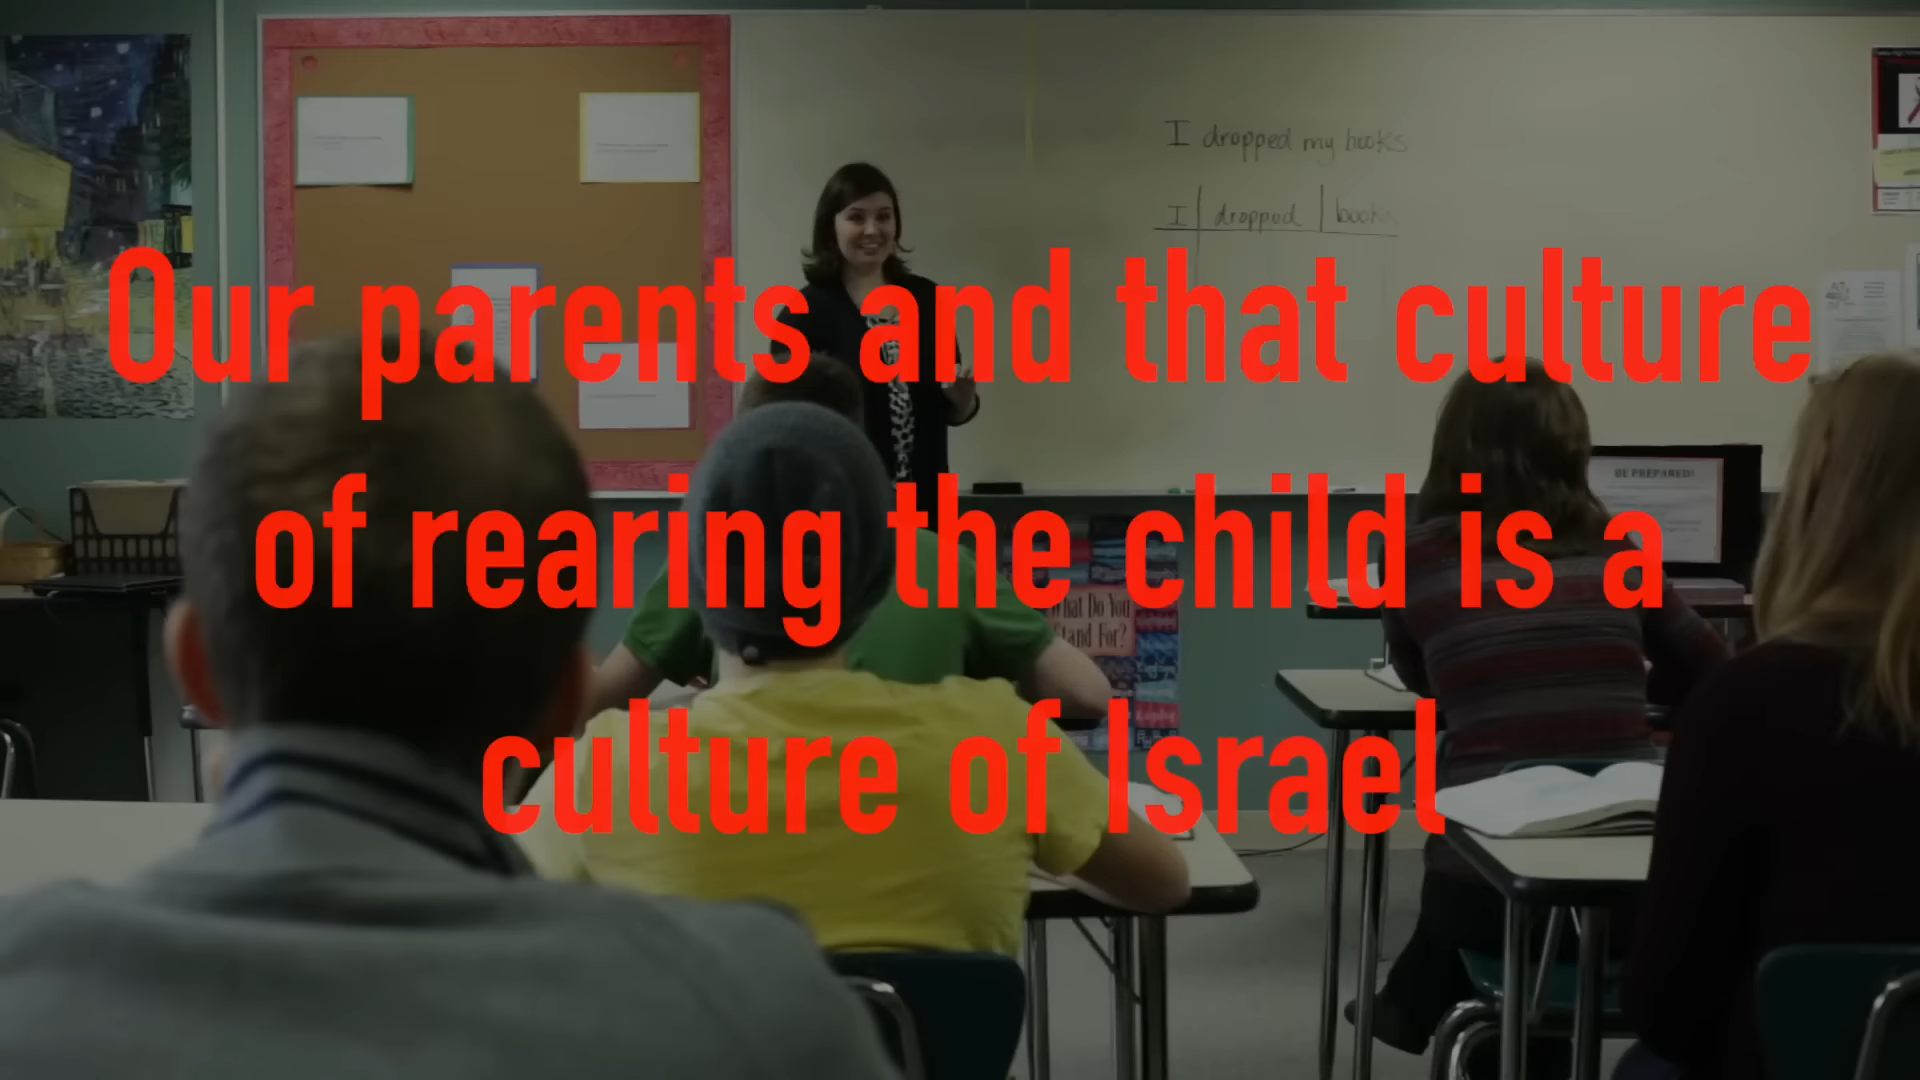 I dropped my books
I dropped books
Our parents and that culture
of rearing the child is a
culture of Israel
BE PREPARED!
What Do You
Stand For?